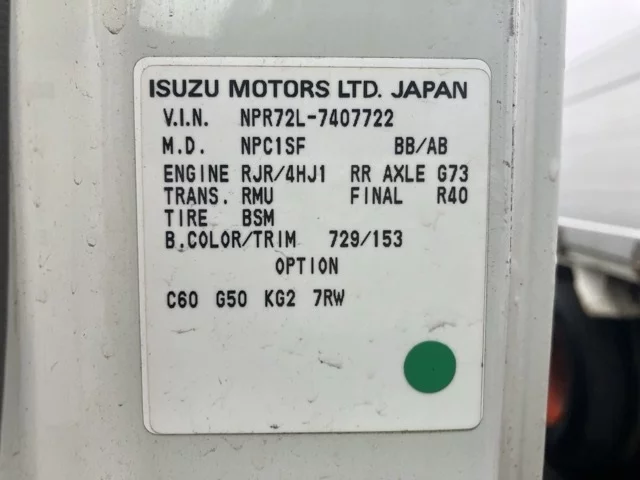 ISUZU MOTORS LTD. JAPAN
V.I.N. NPR72L-7407722
M.D. NPC1SF BB/AB
ENGINE RJR/4HJ1 RR AXLE G73
TRANS. RMU FINAL R40
TIRE BSM
B.COLOR/TRIM 729/153
OPTION
C60 G50 KG2 7RW